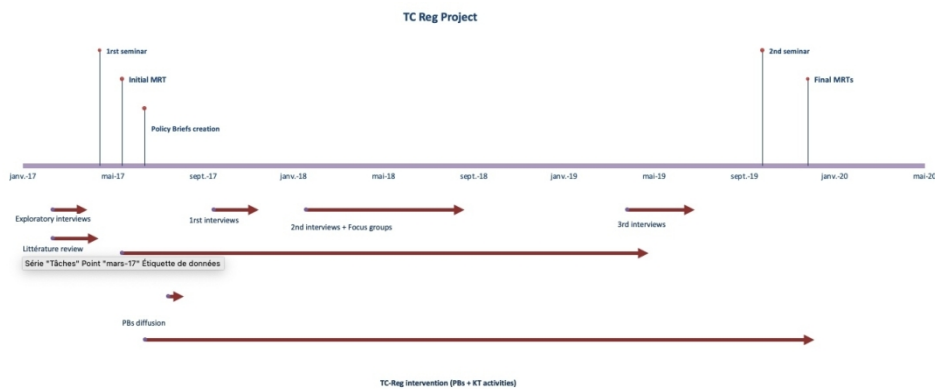 TC Reg Project
1rst seminar
2nd seminar
Initial MRT
Final MRTs
Policy Briefs creation
janv.-17 mai-17 sept.-17 janv.-18 mai-18 sept.-18 janv.-19 mai-19 sept.-19 janv.-20 mai-20
Exploratory interviews
1rst interviews
2nd interviews + Focus groups
3rd interviews
Littérature review
Série "Tâches" Point "mars-17" Étiquette de données
PBs diffusion
TC-Reg intervention (PBs + KT activities)